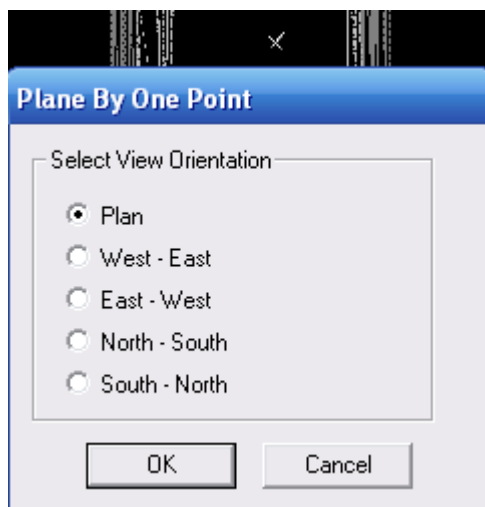 Plane By One Point
Select View Orientation
Plan
West - East
East - West
North - South
South - North
OK
Cancel